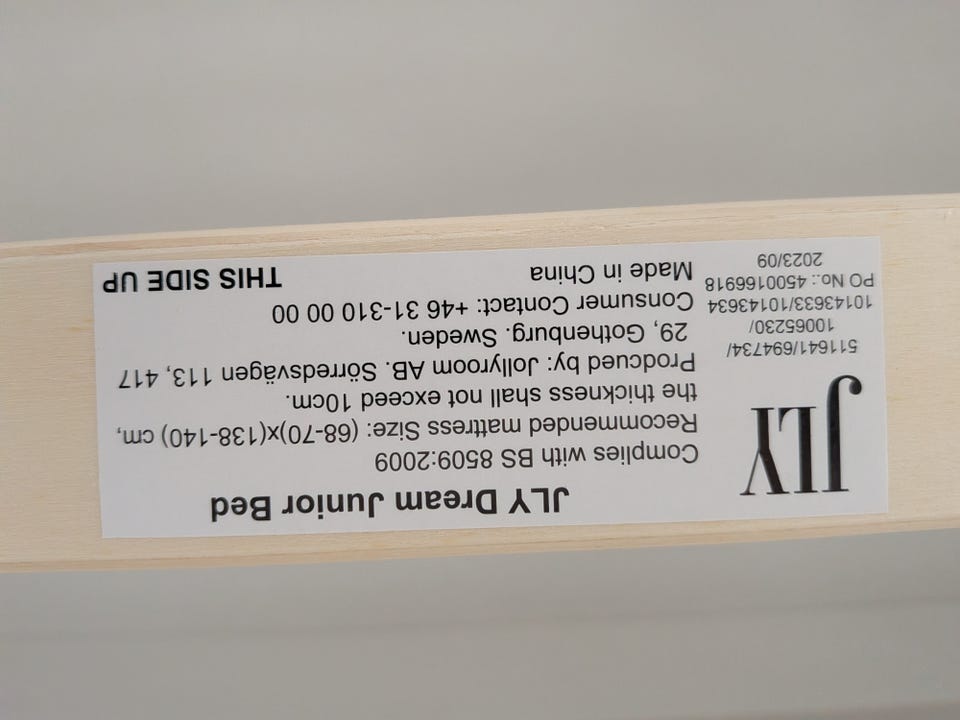 JLY
511641/694734/
10065230/
10143633/10143634
PO No.: 4500166918
2023/09
JLY Dream Junior Bed
Complies with BS 8509:2009
Recommended mattress Size: (68-70)x(138-140) cm,
the thickness shall not exceed 10cm.
Prodcued by: Jollyroom AB. Sörredsvägen 113, 417
29, Gothenburg. Sweden.
Consumer Contact: +46 31-310 00 00
Made in China
THIS SIDE UP